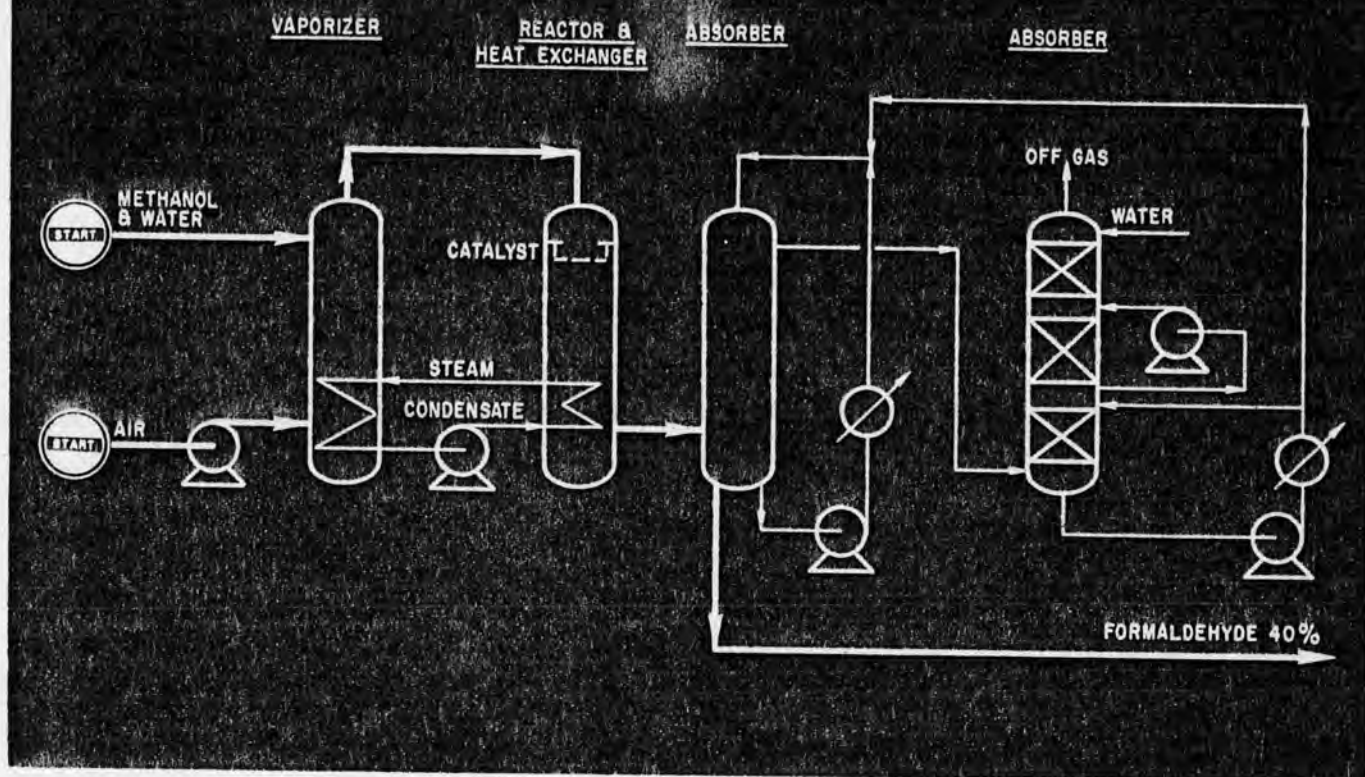 VAPORIZER
REACTOR &
HEAT EXCHANGER
ABSORBER
ABSORBER
METHANOL
& WATER
START
CATALYST
OFF GAS
WATER
STEAM
CONDENSATE
START
AIR
FORMALDEHYDE 40%